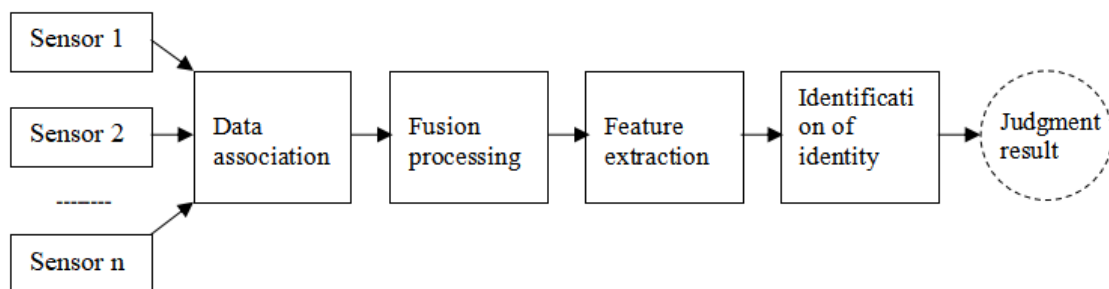 Sensor 1
Sensor 2
--------
Sensor n
Data
association
Fusion
processing
Feature
extraction
Identificati
on of
identity
Judgment
result